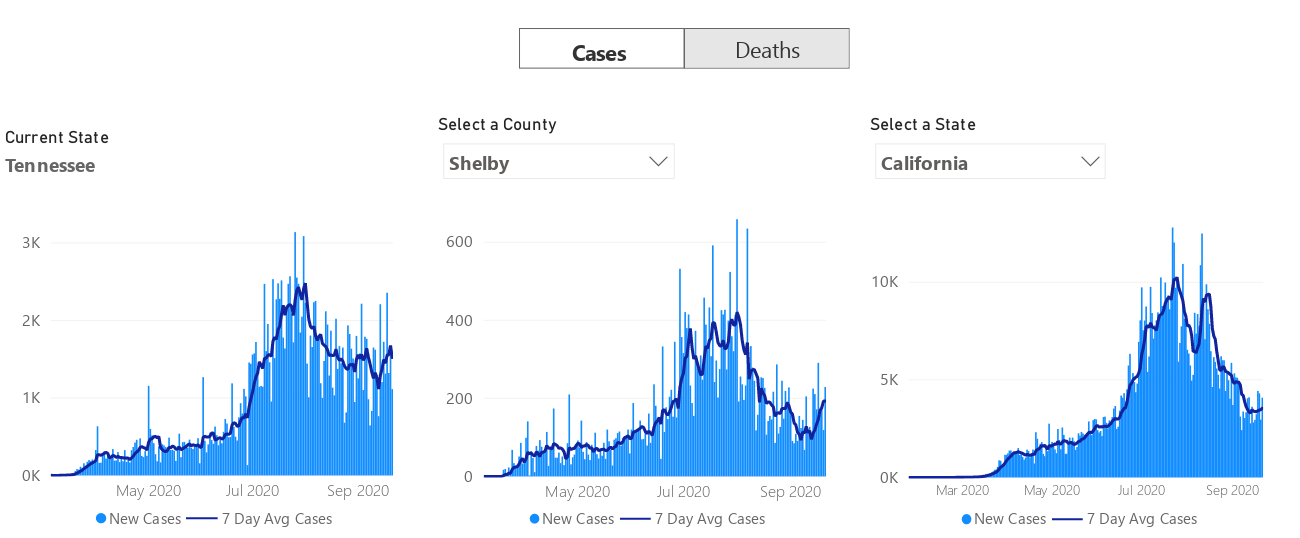 Cases Deaths
Current State
Tennessee
Select a County
Shelby
Select a State
California
3K
2K
1K
0K
May 2020 Jul 2020 Sep 2020
New Cases 7 Day Avg Cases
600
400
200
0
May 2020 Jul 2020 Sep 2020
New Cases 7 Day Avg Cases
10K
5K
0K
Mar 2020 May 2020 Jul 2020 Sep 2020
New Cases 7 Day Avg Cases